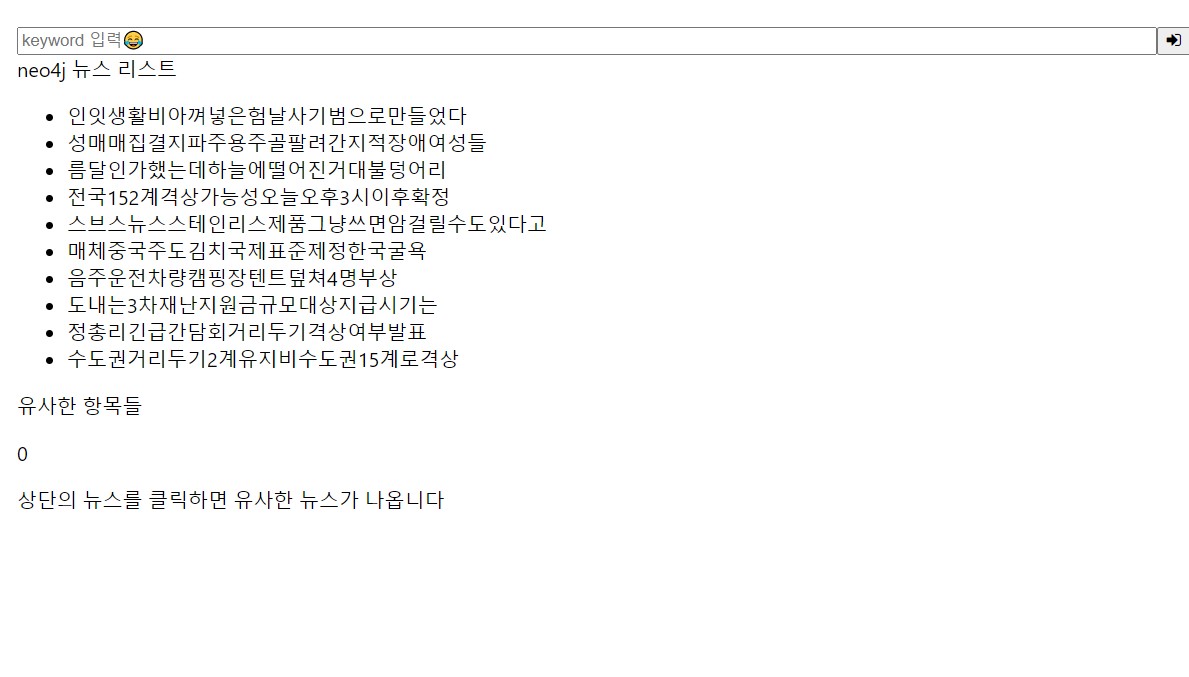 keyword 입력😂
neo4j 뉴스 리스트
인잇생활비아껴넣은험날사기범으로만들었다
성매매집결지파주용주골팔려간지적장애여성들
름달인가했는데하늘에떨어진거대불덩어리
전국152계격상가능성오늘오후3시이후확정
스브스뉴스스테인리스제품그냥쓰면암걸릴수도있다고
매체중국주도김치국제표준제정한국굴욕
음주운전차량캠핑장텐트덮쳐4명부상
도내는3차재난지원금규모대상지급시기는
정총리긴급간담회거리두기격상여부발표
수도권거리두기2계유지비수도권15계로격상
유사한 항목들
0
상단의 뉴스를 클릭하면 유사한 뉴스가 나옵니다